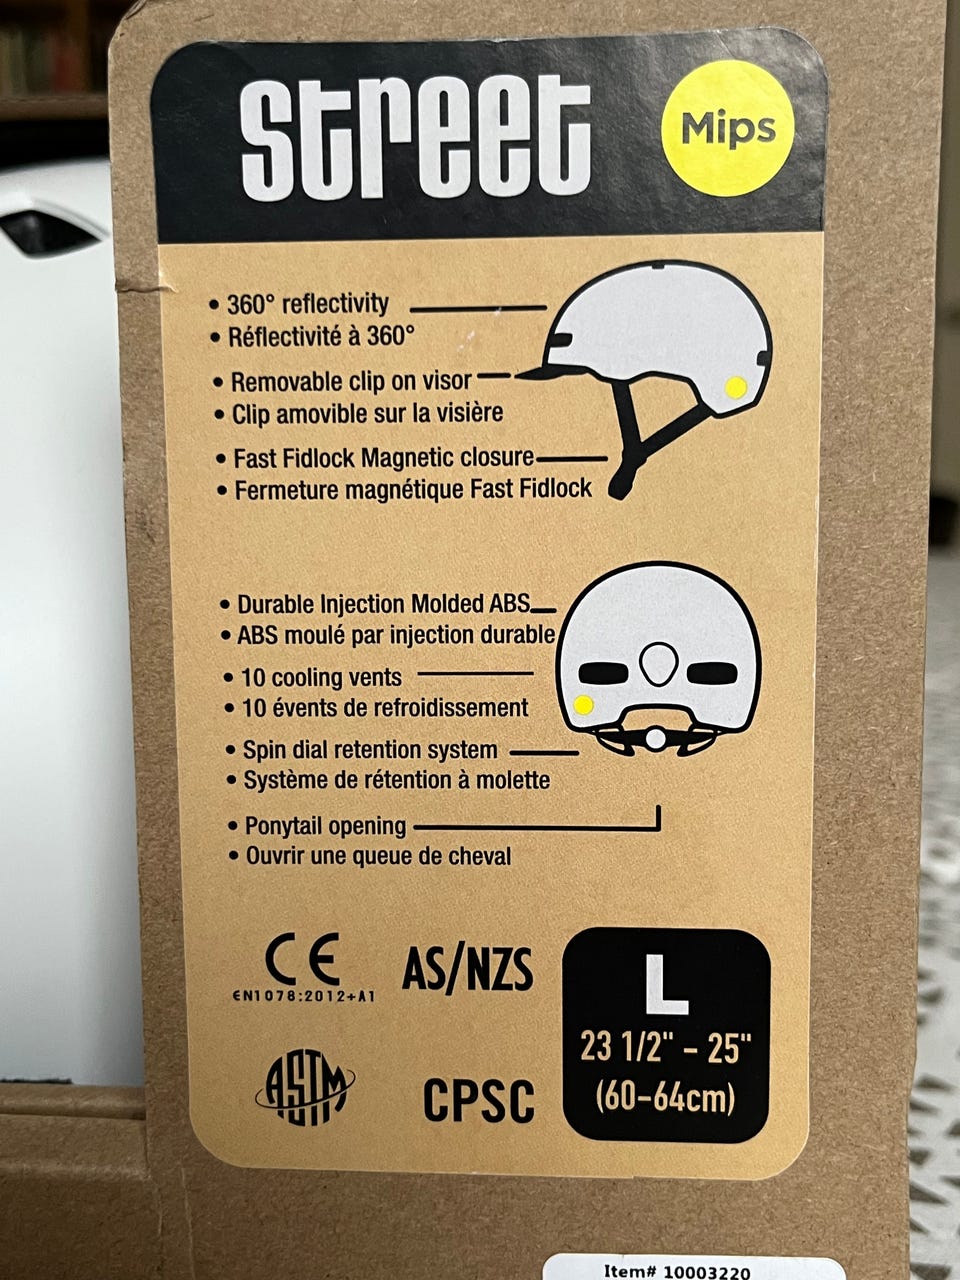 street
Mips
• 360° reflectivity
• Réflectivité à 360°
• Removable clip on visor
• Clip amovible sur la visière
• Fast Fidlock Magnetic closure
• Fermeture magnétique Fast Fidlock
• Durable Injection Molded ABS
• ABS moulé par injection durable
• 10 cooling vents
• 10 évents de refroidissement
• Spin dial retention system
• Système de rétention à molette
• Ponytail opening
• Ouvrir une queue de cheval
CE
EN1078:2012+A1
AS/NZS
ASTM
CPSC
L
23 1/2" - 25"
(60-64cm)
Item# 10003220